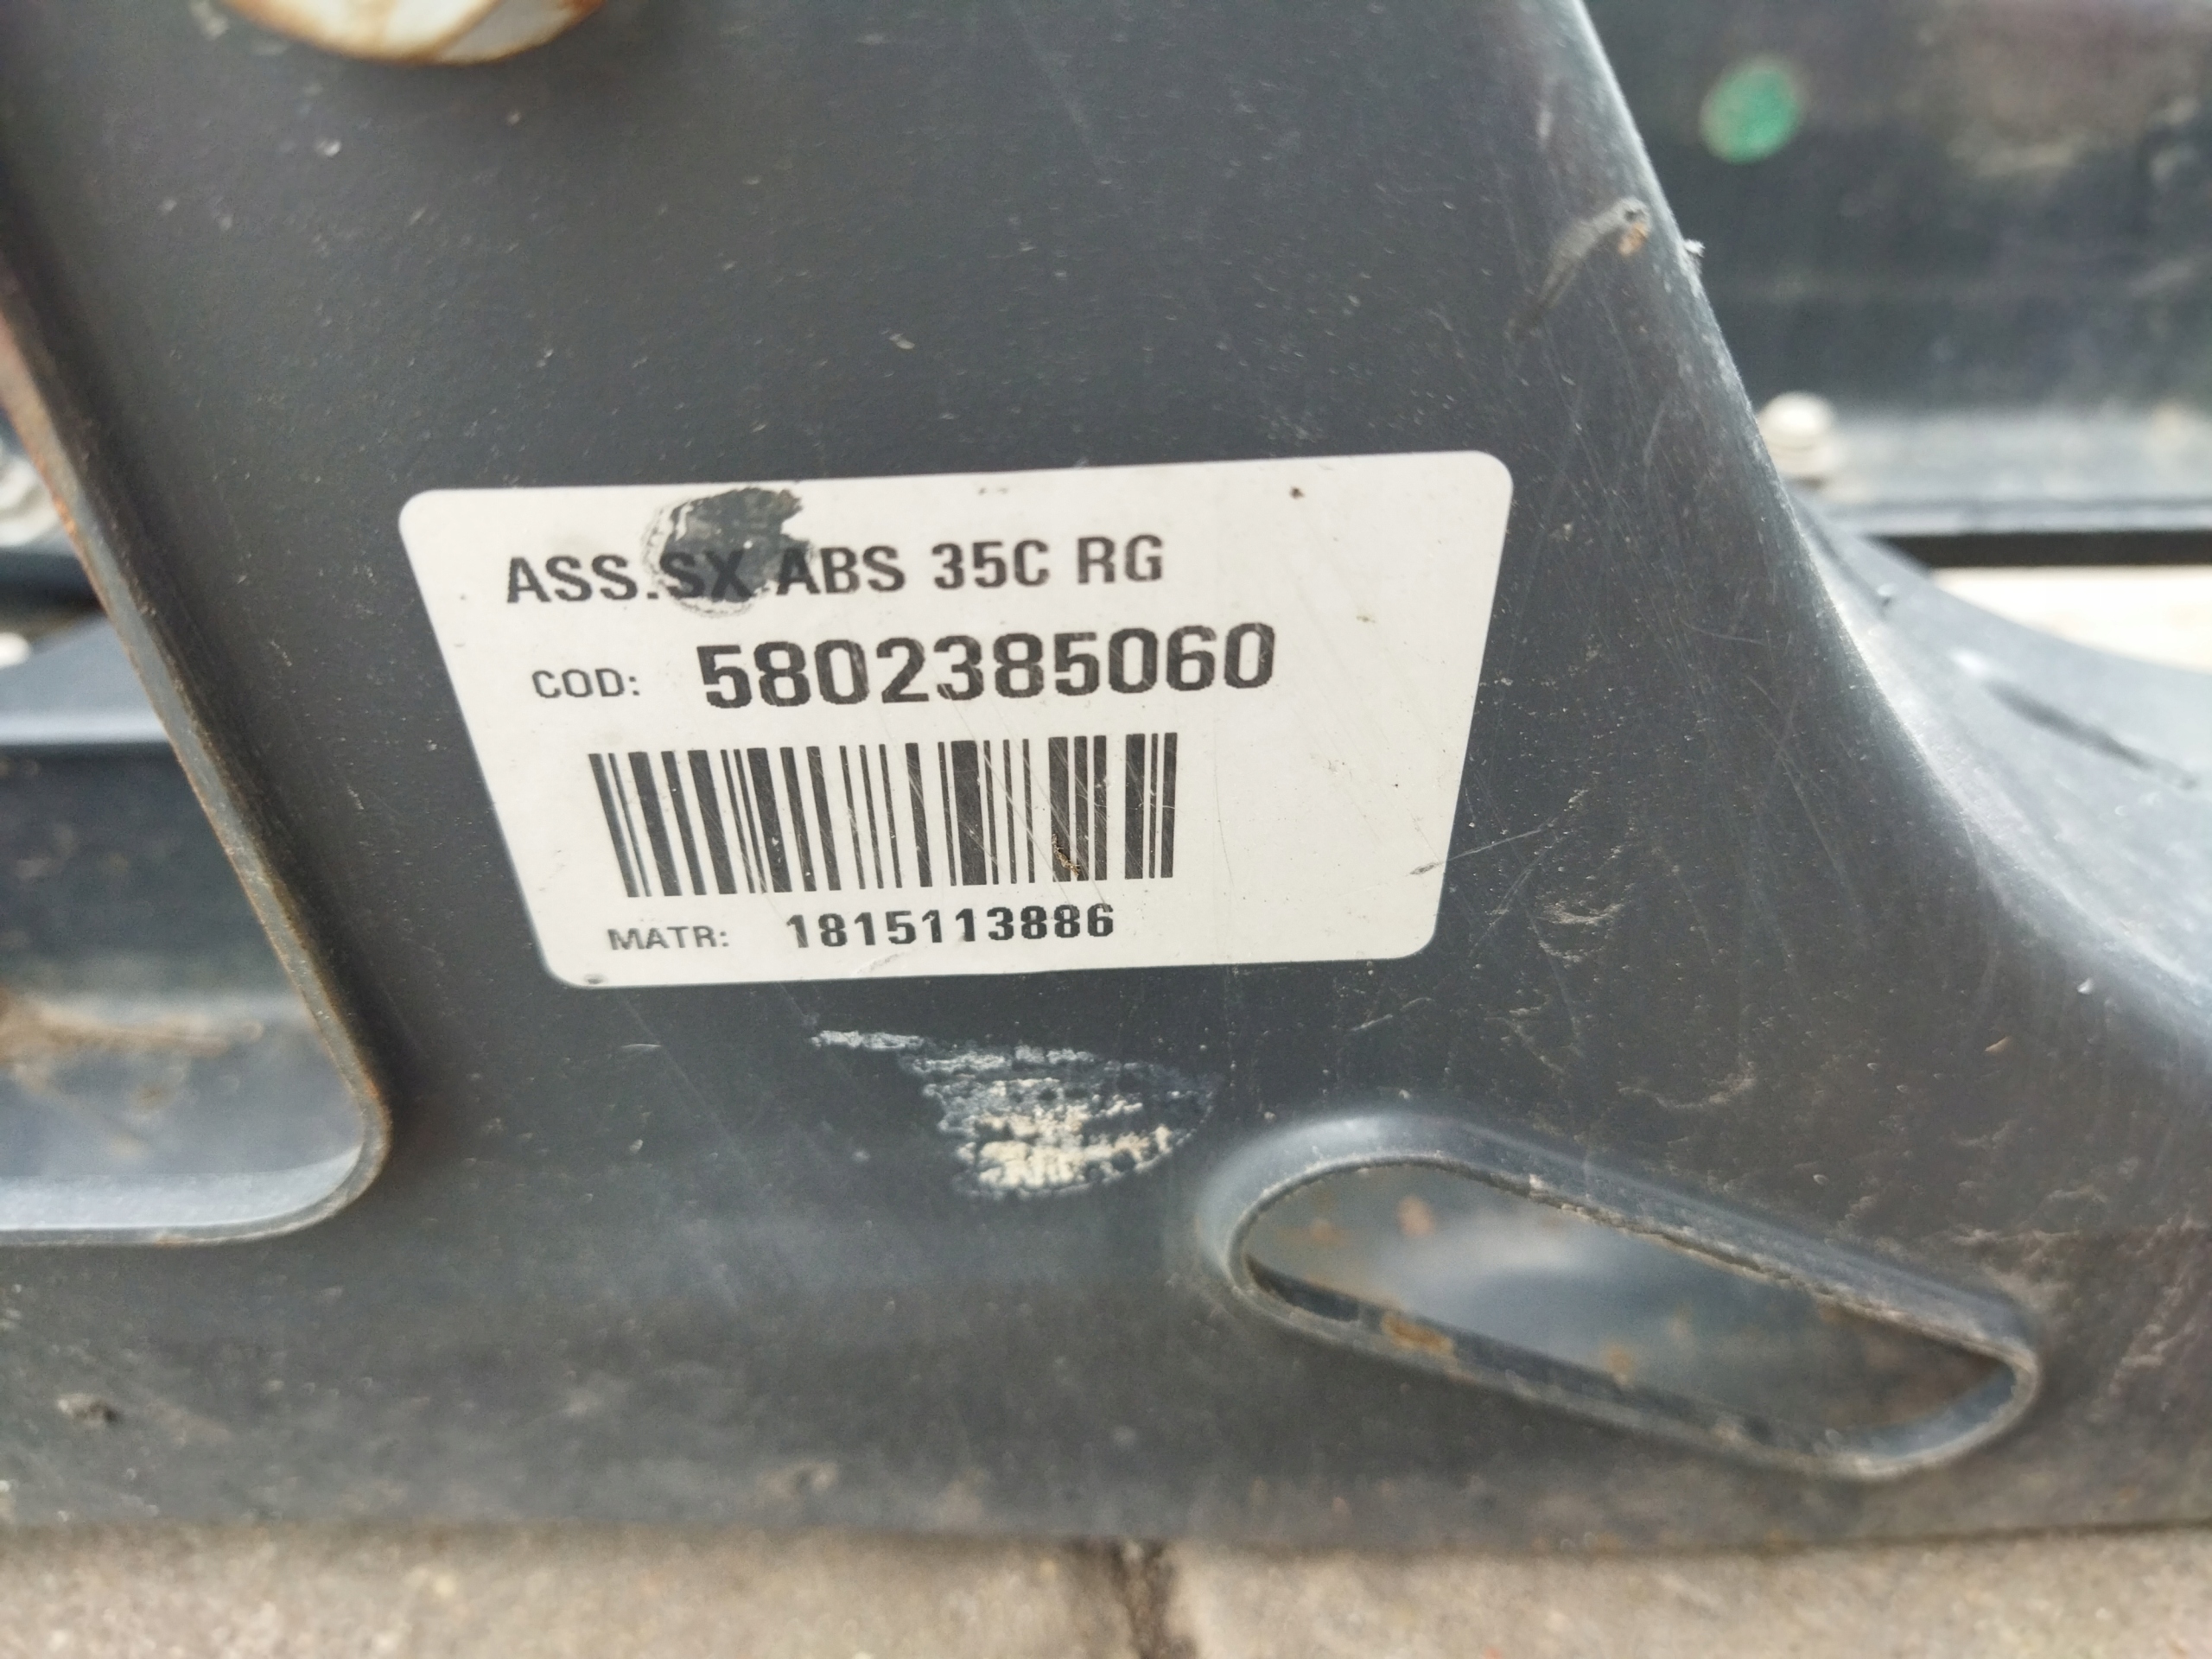 ASS.SX ABS 35C RG
COD: 5802385060
MATR: 1815113886